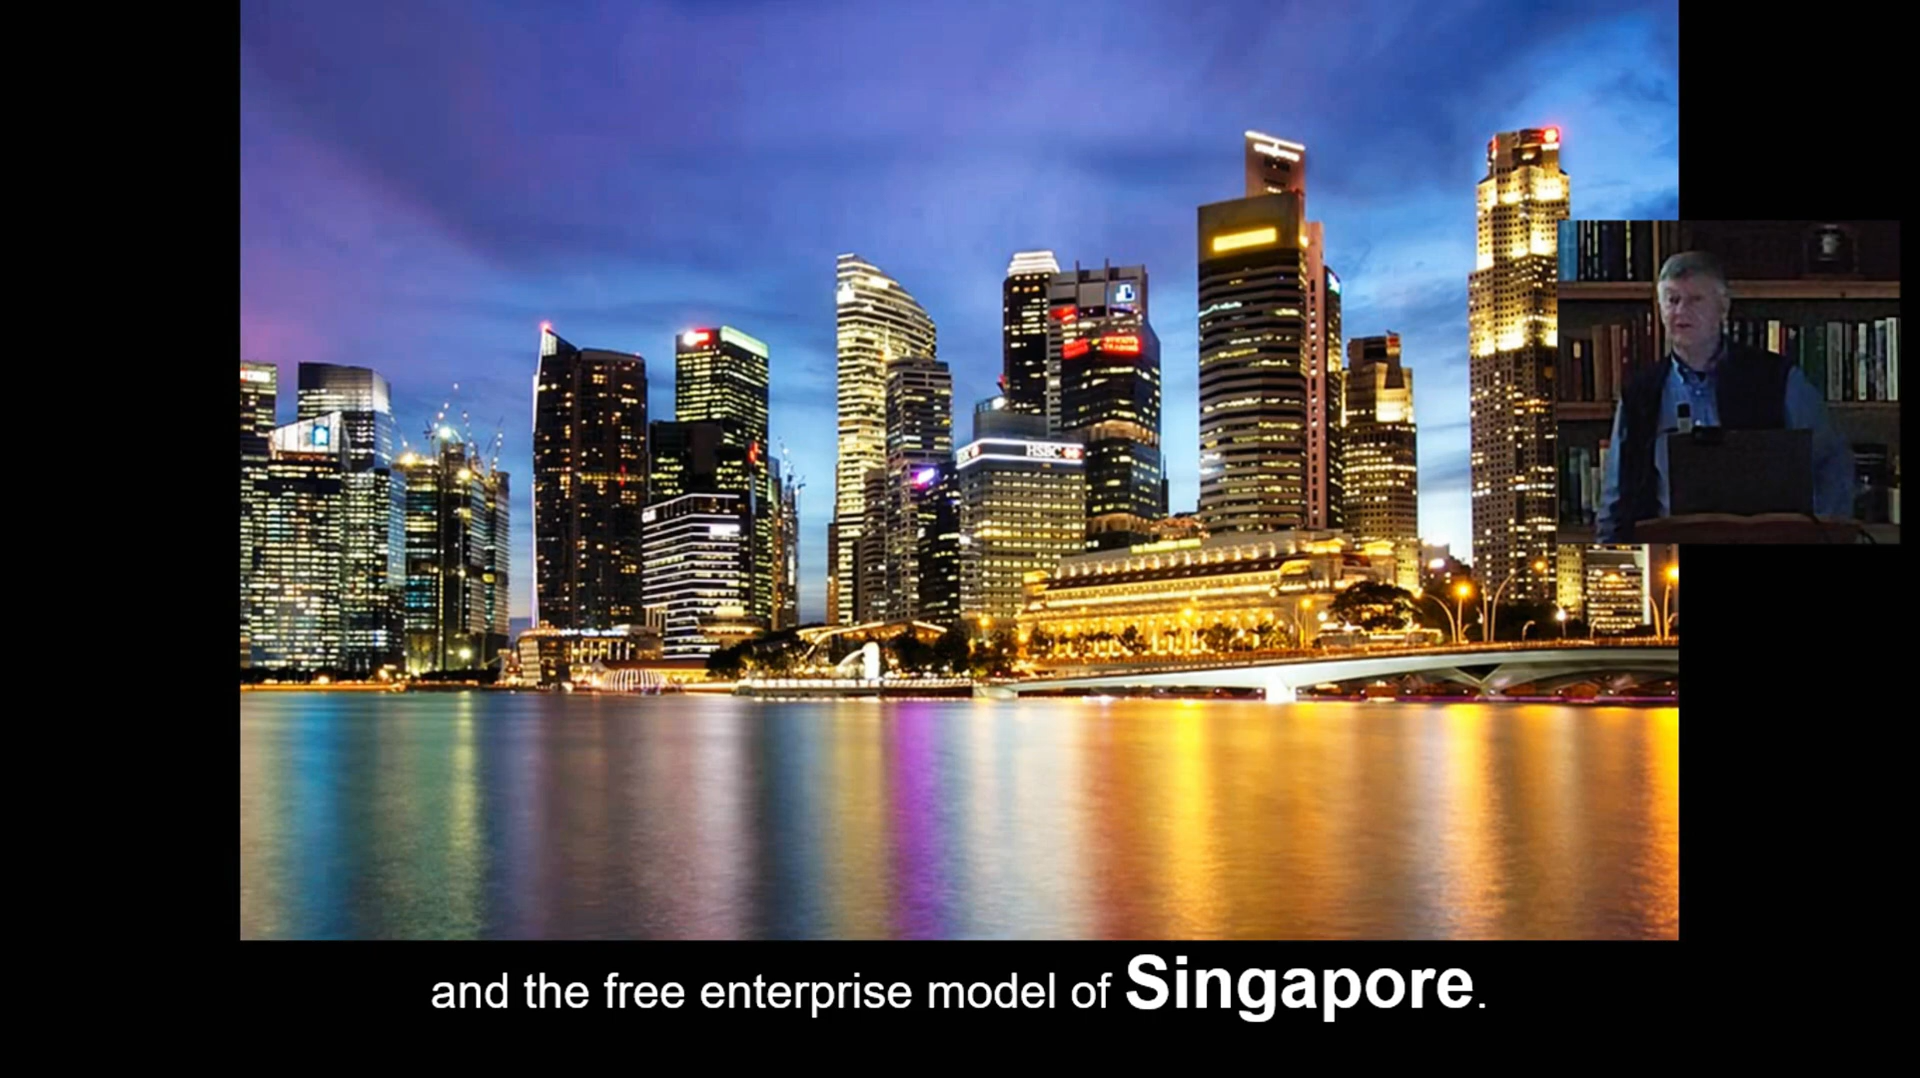 HSBC
and the free enterprise model of Singapore.